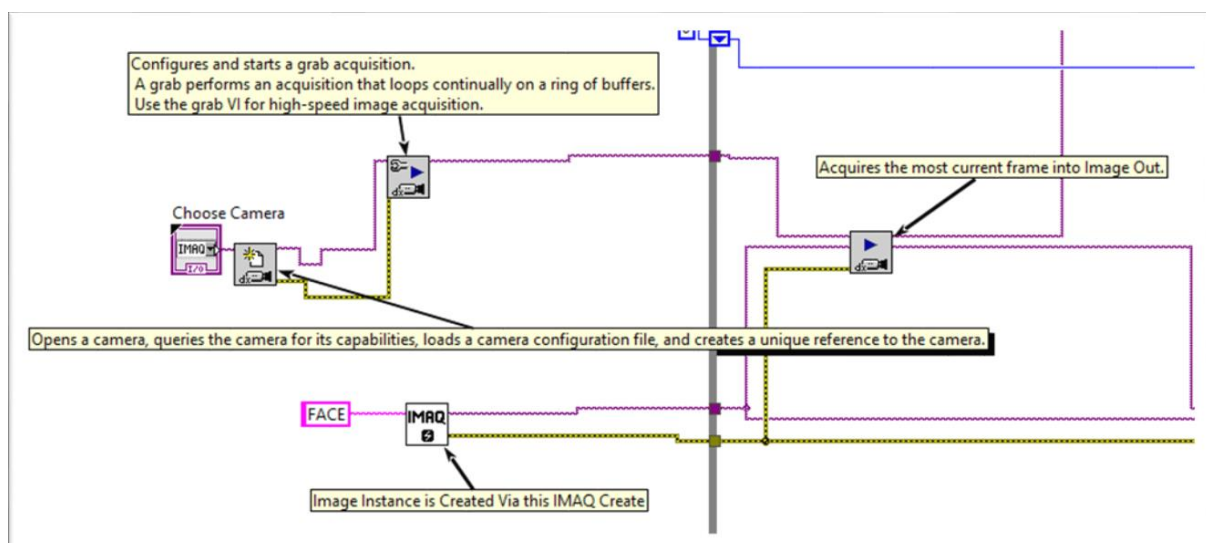 Configures and starts a grab acquisition.
A grab performs an acquisition that loops continually on a ring of buffers.
Use the grab VI for high-speed image acquisition.
Acquires the most current frame into Image Out.
Choose Camera
IMAQ
I/O
dx
dx
dx
Opens a camera, queries the camera for its capabilities, loads a camera configuration file, and creates a unique reference to the camera.
FACE
IMAQ
Image Instance is Created Via this IMAQ Create